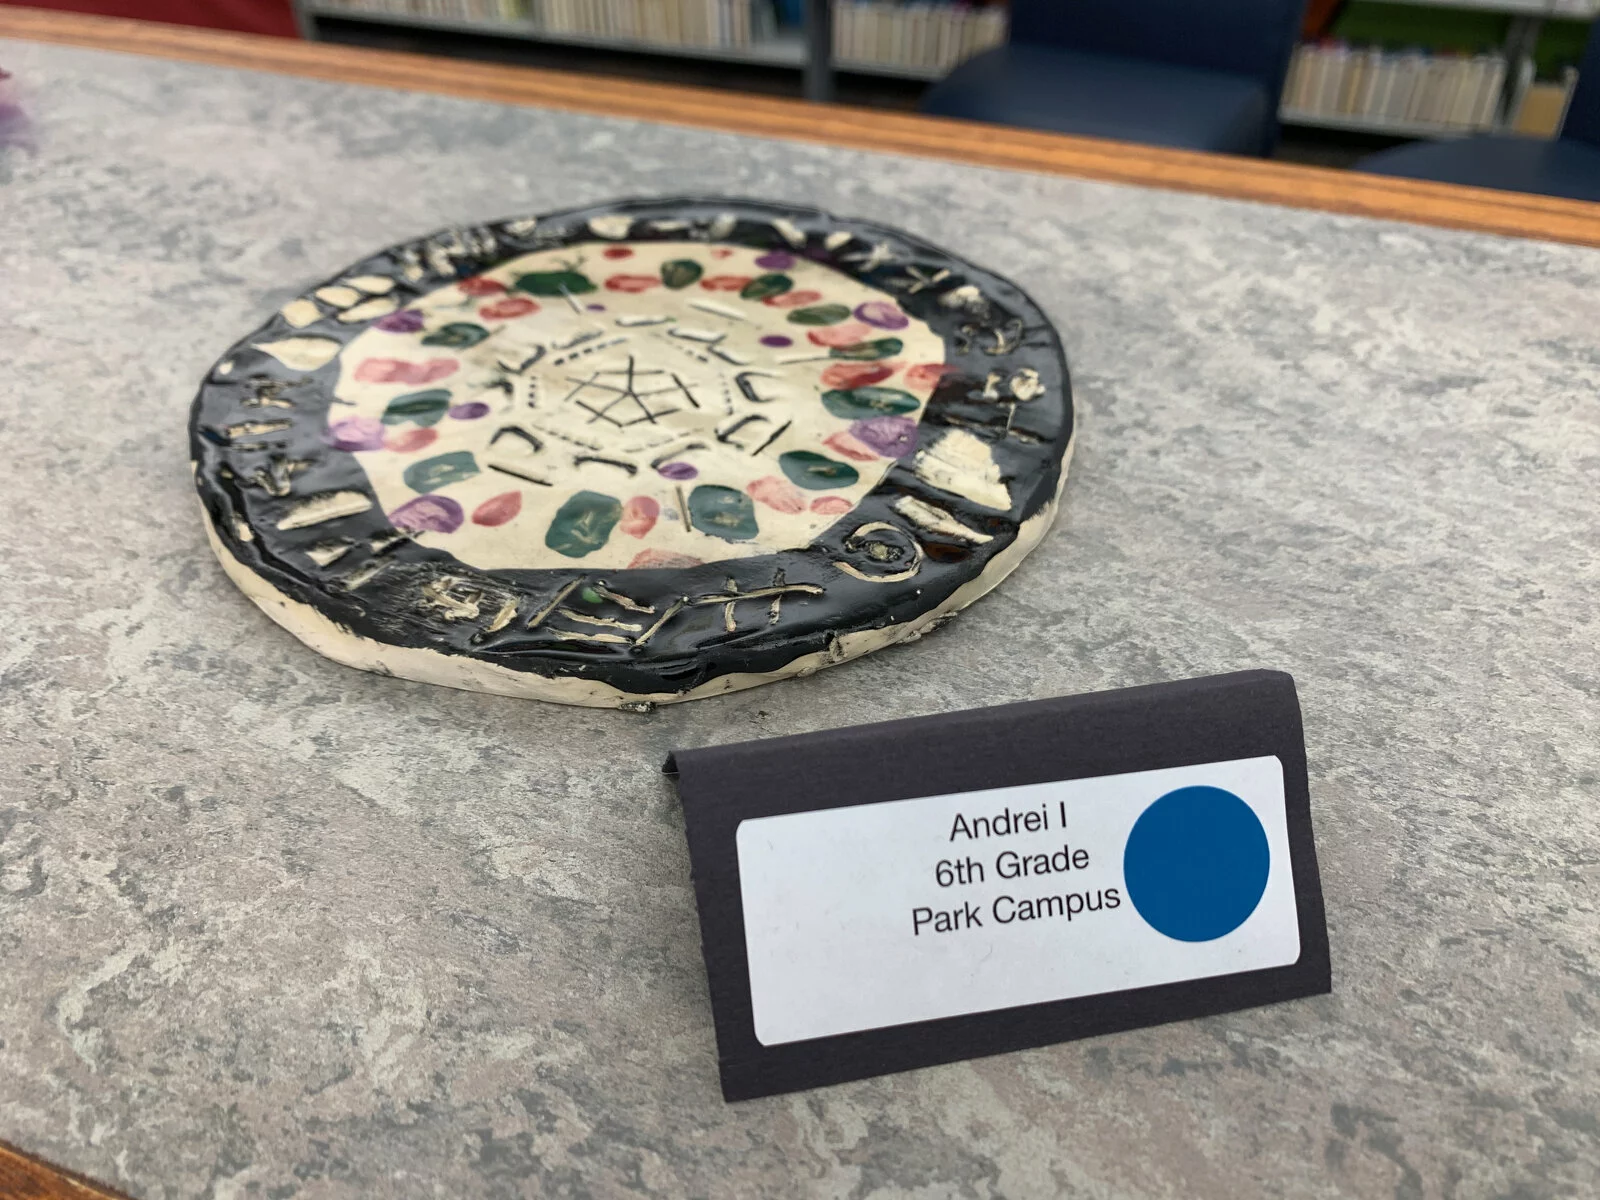 Andrei I
6th Grade
Park Campus